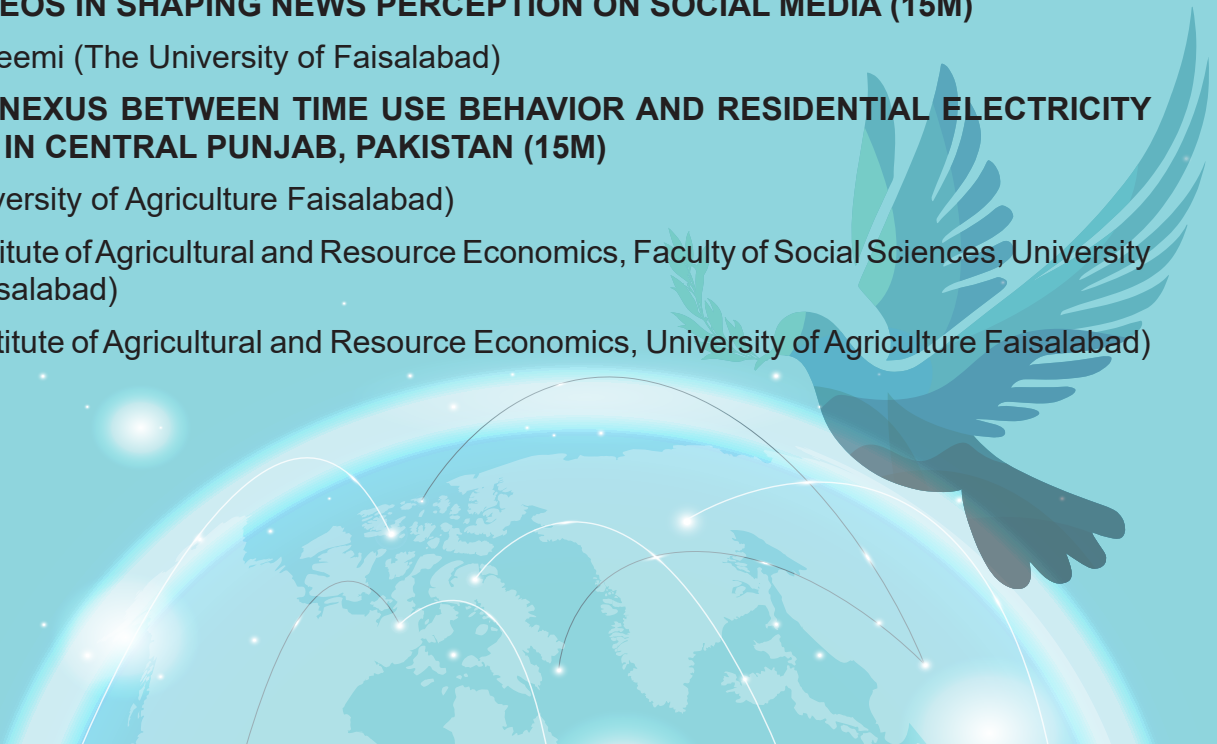 EOS IN SHAPING NEWS PERCEPTION ON SOCIAL MEDIA (15M)
eemi (The University of Faisalabad)
NEXUS BETWEEN TIME USE BEHAVIOR AND RESIDENTIAL ELECTRICITY
IN CENTRAL PUNJAB, PAKISTAN (15M)
versity of Agriculture Faisalabad)
itute of Agricultural and Resource Economics, Faculty of Social Sciences, University
salabad)
titute of Agricultural and Resource Economics, University of Agriculture Faisalabad)